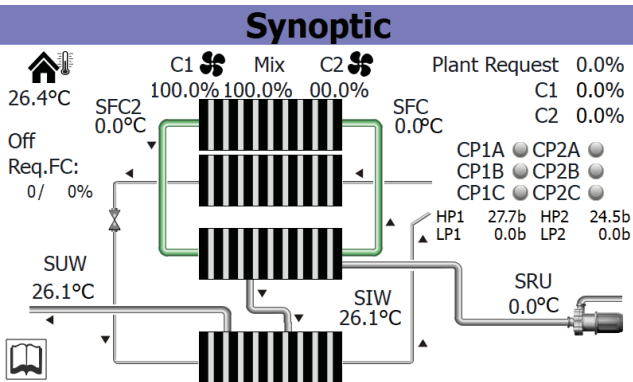 Synoptic
C1 Mix C2
100.0% 100.0% 00.0%
Plant Request 0.0%
C1 0.0%
C2 0.0%
26.4°C
SFC2
0.0°C
SFC
0.0°C
Off
Req.FC:
0/ 0%
CP1A CP2A
CP1B CP2B
CP1C CP2C
HP1 27.7b HP2 24.5b
LP1 0.0b LP2 0.0b
SUW
26.1°C
SIW
26.1°C
SRU
0.0°C